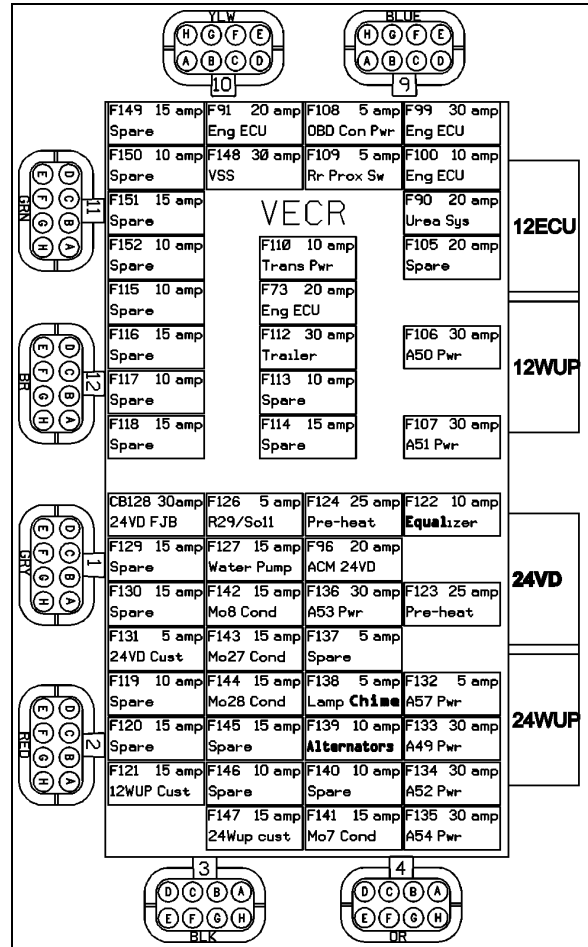 YLW
H G F E
A B C D
10
BLUE
H G F E
A B C D
9
F149 15 amp
Spare
F91 20 amp
Eng ECU
F108 5 amp
OBD Con Pwr
F99 30 amp
Eng ECU
F150 10 amp
Spare
F148 30 amp
VSS
F109 5 amp
Rr Prox Sw
F100 10 amp
Eng ECU
F151 15 amp
Spare
VECR
F90 20 amp
Urea Sys
F152 10 amp
Spare
F110 10 amp
Trans Pwr
F105 20 amp
Spare
F115 10 amp
Spare
F73 20 amp
Eng ECU
F116 15 amp
Spare
F112 30 amp
Trailer
F106 30 amp
A50 Pwr
F117 10 amp
Spare
F113 10 amp
Spare
F118 15 amp
Spare
F114 15 amp
Spare
F107 30 amp
A51 Pwr
12ECU
12WUP
GRN
E D
F C
G B
H A
11
BR
E D
F C
G B
H A
12
CB128 30amp
24VD FJB
F126 5 amp
R29/Sol1
F124 25 amp
Pre-heat
F122 10 amp
Equalizer
F129 15 amp
Spare
F127 15 amp
Water Pump
F96 20 amp
ACM 24VD
F130 15 amp
Spare
F142 15 amp
Mo8 Cond
F136 30 amp
A53 Pwr
F123 25 amp
Pre-heat
F131 5 amp
24VD Cust
F143 15 amp
Mo27 Cond
F137 5 amp
Spare
F119 10 amp
Spare
F144 15 amp
Mo28 Cond
F138 5 amp
Lamp Chime
F132 5 amp
A57 Pwr
F120 15 amp
Spare
F145 15 amp
Spare
F139 10 amp
Alternators
F133 30 amp
A49 Pwr
F121 15 amp
12WUP Cust
F146 10 amp
Spare
F140 10 amp
Spare
F134 30 amp
A52 Pwr
F147 15 amp
24Wup cust
F141 15 amp
Mo7 Cond
F135 30 amp
A54 Pwr
24VD
24WUP
GRY
E D
F C
G B
H A
1
RED
E D
F C
G B
H A
2
3
D C B A
E F G H
BLK
4
D C B A
E F G H
OR